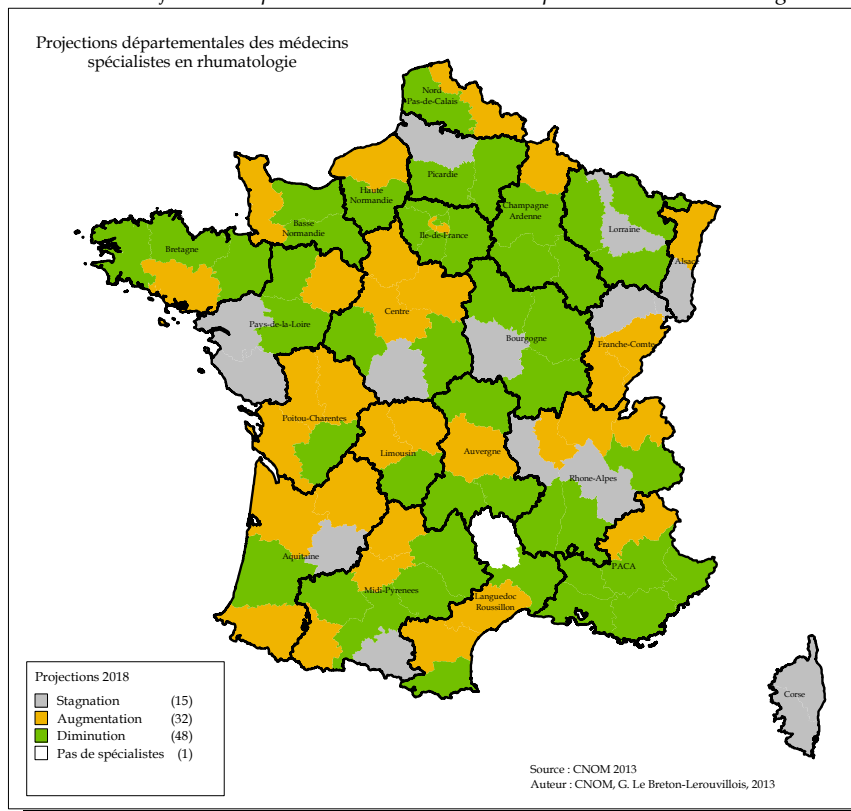 Projections départementales des médecins
spécialistes en rhumatologie
Nord
Pas-de-Calais
Picardie
Haute
Normandie
Basse
Normandie
Ile-de-France
Champagne
Ardenne
Lorraine
Alsace
Bretagne
Pays-de-la-Loire
Centre
Bourgogne
Franche-Comte
Poitou-Charentes
Limousin
Auvergne
Rhone-Alpes
Aquitaine
Midi-Pyrenees
Languedoc
Roussillon
PACA
Corse
Projections 2018
Stagnation (15)
Augmentation (32)
Diminution (48)
Pas de spécialistes (1)
Source : CNOM 2013
Auteur : CNOM, G. Le Breton-Lerouvillois, 2013